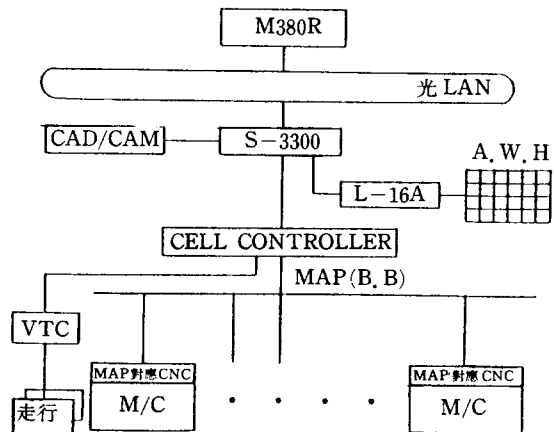 M380R
光 LAN
CAD/CAM
S-3300
A.W.H
L-16A
CELL CONTROLLER
MAP(B.B)
VTC
MAP對應CNC
MAP對應CNC
走行
M/C
M/C